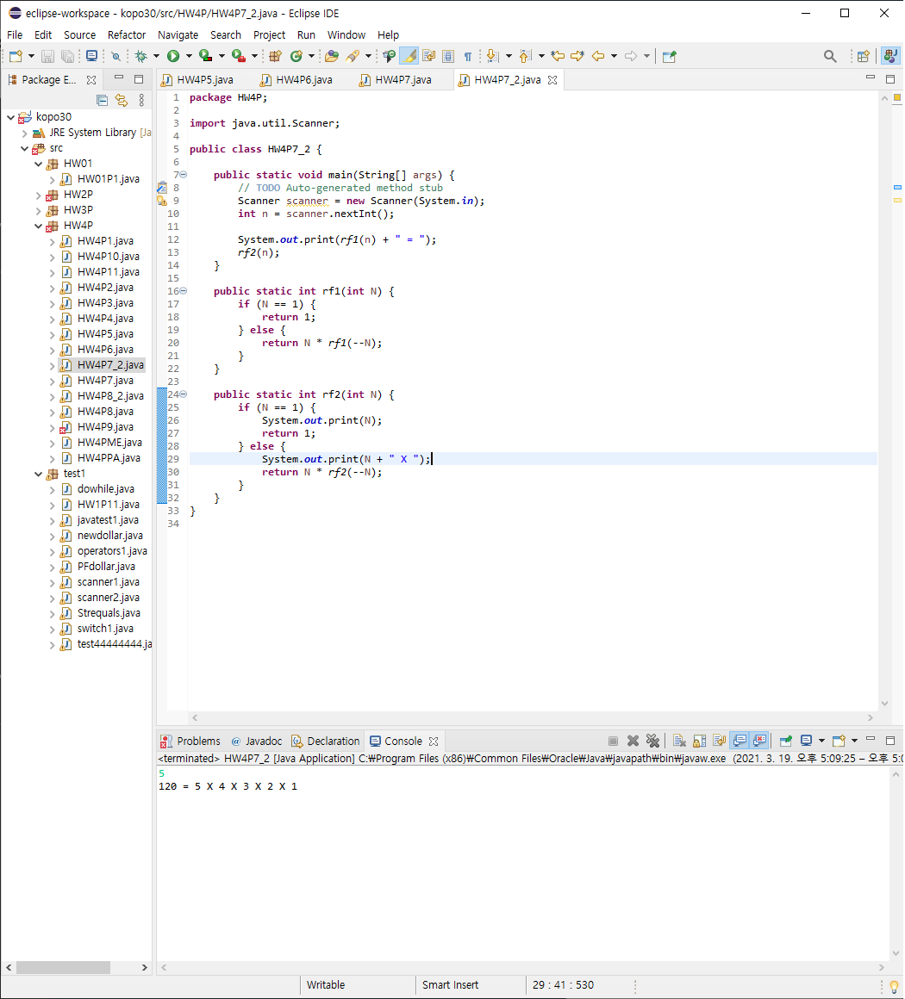 eclipse-workspace - kopo30/src/HW4P/HW4P7_2.java - Eclipse IDE
File Edit Source Refactor Navigate Search Project Run Window Help
Package E...
kopo30
JRE System Library [Ja
src
HW01
HW01P1.java
HW2P
HW3P
HW4P
HW4P1.java
HW4P10.java
HW4P11.java
HW4P2.java
HW4P3.java
HW4P4.java
HW4P5.java
HW4P6.java
HW4P7_2.java
HW4P7.java
HW4P8_2.java
HW4P8.java
HW4P9.java
HW4PME.java
HW4PPA.java
test1
dowhile.java
HW1P11.java
javatest1.java
newdollar.java
operators1.java
PFdollar.java
scanner1.java
scanner2.java
Strequals.java
switch1.java
test44444444.ja
HW4P5.java HW4P6.java HW4P7.java HW4P7_2.java
1 package HW4P;
2
3 import java.util.Scanner;
4
5 public class HW4P7_2 {
6
7 public static void main(String[] args) {
8 // TODO Auto-generated method stub
9 Scanner scanner = new Scanner(System.in);
10 int n = scanner.nextInt();
11
12 System.out.print(rf1(n) + " = ");
13 rf2(n);
14 }
15
16 public static int rf1(int N) {
17 if (N == 1) {
18 return 1;
19 } else {
20 return N * rf1(--N);
21 }
22 }
23
24 public static int rf2(int N) {
25 if (N == 1) {
26 System.out.print(N);
27 return 1;
28 } else {
29 System.out.print(N + " X ");
30 return N * rf2(--N);
31 }
32 }
33 }
34
Problems @ Javadoc Declaration Console
<terminated> HW4P7_2 [Java Application] C:₩Program Files (x86)₩Common Files₩Oracle₩Java₩javapath₩bin₩javaw.exe (2021. 3. 19. 오후 5:09:25 – 오후 5:0
5
120 = 5 X 4 X 3 X 2 X 1
Writable Smart Insert 29 : 41 : 530